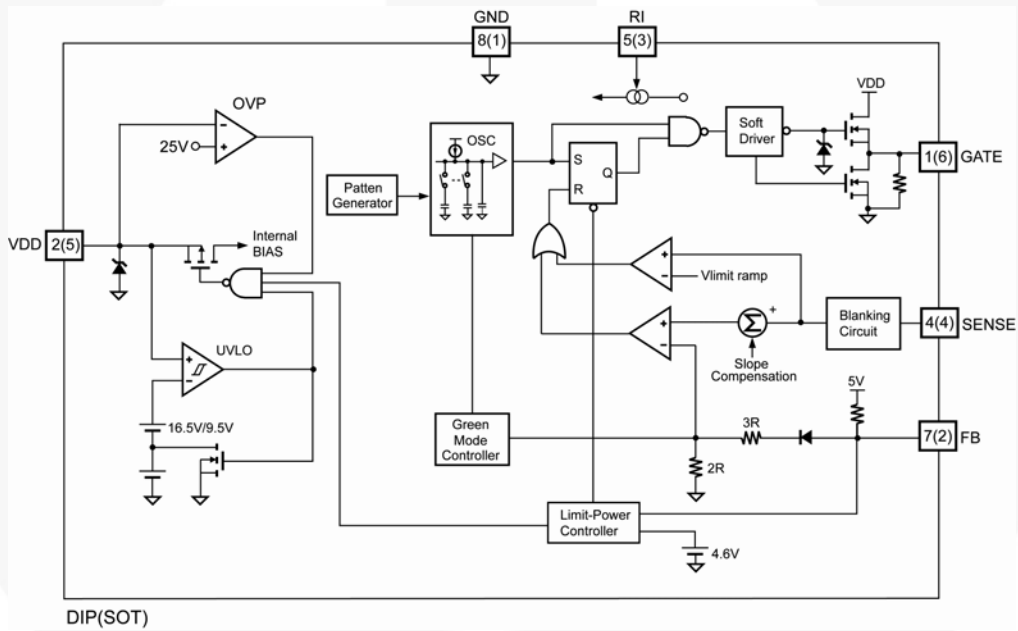 GND
8(1)
RI
5(3)
OVP
25V
OSC
Patten
Generator
S
Q
R
Soft
Driver
VDD
1(6)
GATE
VDD
2(5)
Internal
BIAS
+
-
Vlimit ramp
+
-
Σ
+
Slope
Compensation
Blanking
Circuit
4(4)
SENSE
UVLO
+
-
16.5V/9.5V
-
+
5V
3R
7(2)
FB
Green
Mode
Controller
2R
Limit-Power
Controller
4.6V
DIP(SOT)